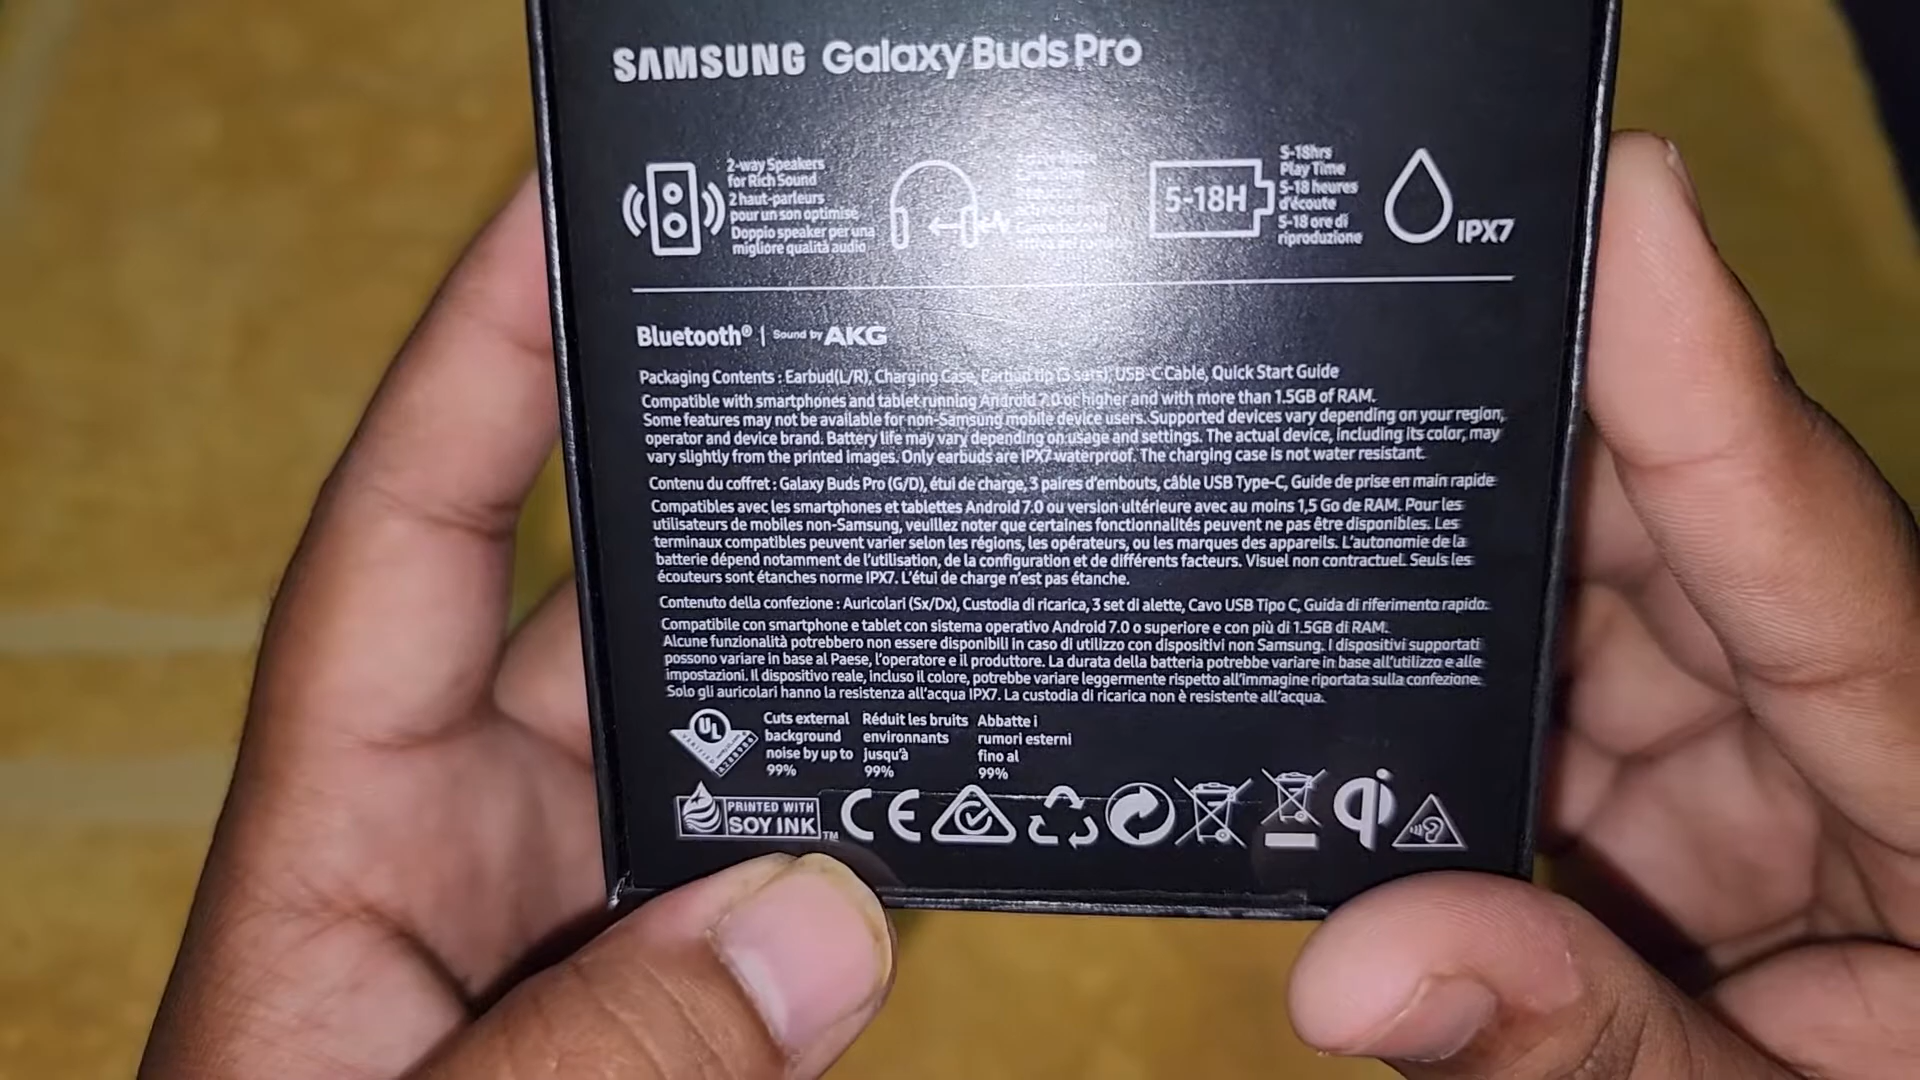 SAMSUNG Galaxy Buds Pro
2-way Speakers
for Rich Sound
2 haut-parleurs
pour un son optimisé
Doppio speaker per una
migliore qualità audio
5-18H
5-18hrs
Play Time
5-18 heures
d'écoute
5-18 ore di
riproduzione
IPX7
Bluetooth® | Sound by AKG
Packaging Contents : Earbud(L/R), Charging Case, Earbud tip (3 sets), USB-C Cable, Quick Start Guide
Compatible with smartphones and tablet running Android 7.0 or higher and with more than 1.5GB of RAM.
Some features may not be available for non-Samsung mobile device users. Supported devices vary depending on your region,
operator and device brand. Battery life may vary depending on usage and settings. The actual device, including its color, may
vary slightly from the printed images. Only earbuds are IPX7 waterproof. The charging case is not water resistant.
Contenu du coffret : Galaxy Buds Pro (G/D), étui de charge, 3 paires d'embouts, câble USB Type-C, Guide de prise en main rapide
Compatibles avec les smartphones et tablettes Android 7.0 ou version ultérieure avec au moins 1,5 Go de RAM. Pour les
utilisateurs de mobiles non-Samsung, veuillez noter que certaines fonctionnalités peuvent ne pas être disponibles. Les
terminaux compatibles peuvent varier selon les régions, les opérateurs, ou les marques des appareils. L'autonomie de la
batterie dépend notamment de l'utilisation, de la configuration et de différents facteurs. Visuel non contractuel. Seuls les
écouteurs sont étanches norme IPX7. L'étui de charge n'est pas étanche.
Contenuto della confezione : Auricolari (Sx/Dx), Custodia di ricarica, 3 set di alette, Cavo USB Tipo C, Guida di riferimento rapido.
Compatibile con smartphone e tablet con sistema operativo Android 7.0 o superiore e con più di 1.5GB di RAM.
Alcune funzionalità potrebbero non essere disponibili in caso di utilizzo con dispositivi non Samsung. I dispositivi supportati
possono variare in base al Paese, l'operatore e il produttore. La durata della batteria potrebbe variare in base all'utilizzo e alle
impostazioni. Il dispositivo reale, incluso il colore, potrebbe variare leggermente rispetto all'immagine riportata sulla confezione.
Solo gli auricolari hanno la resistenza all'acqua IPX7. La custodia di ricarica non è resistente all'acqua.
UL
Cuts external
background
noise by up to
99%
Réduit les bruits
environnants
jusqu'à
99%
Abbatte i
rumori esterni
fino al
99%
PRINTED WITH
SOY INK™
CE
qi